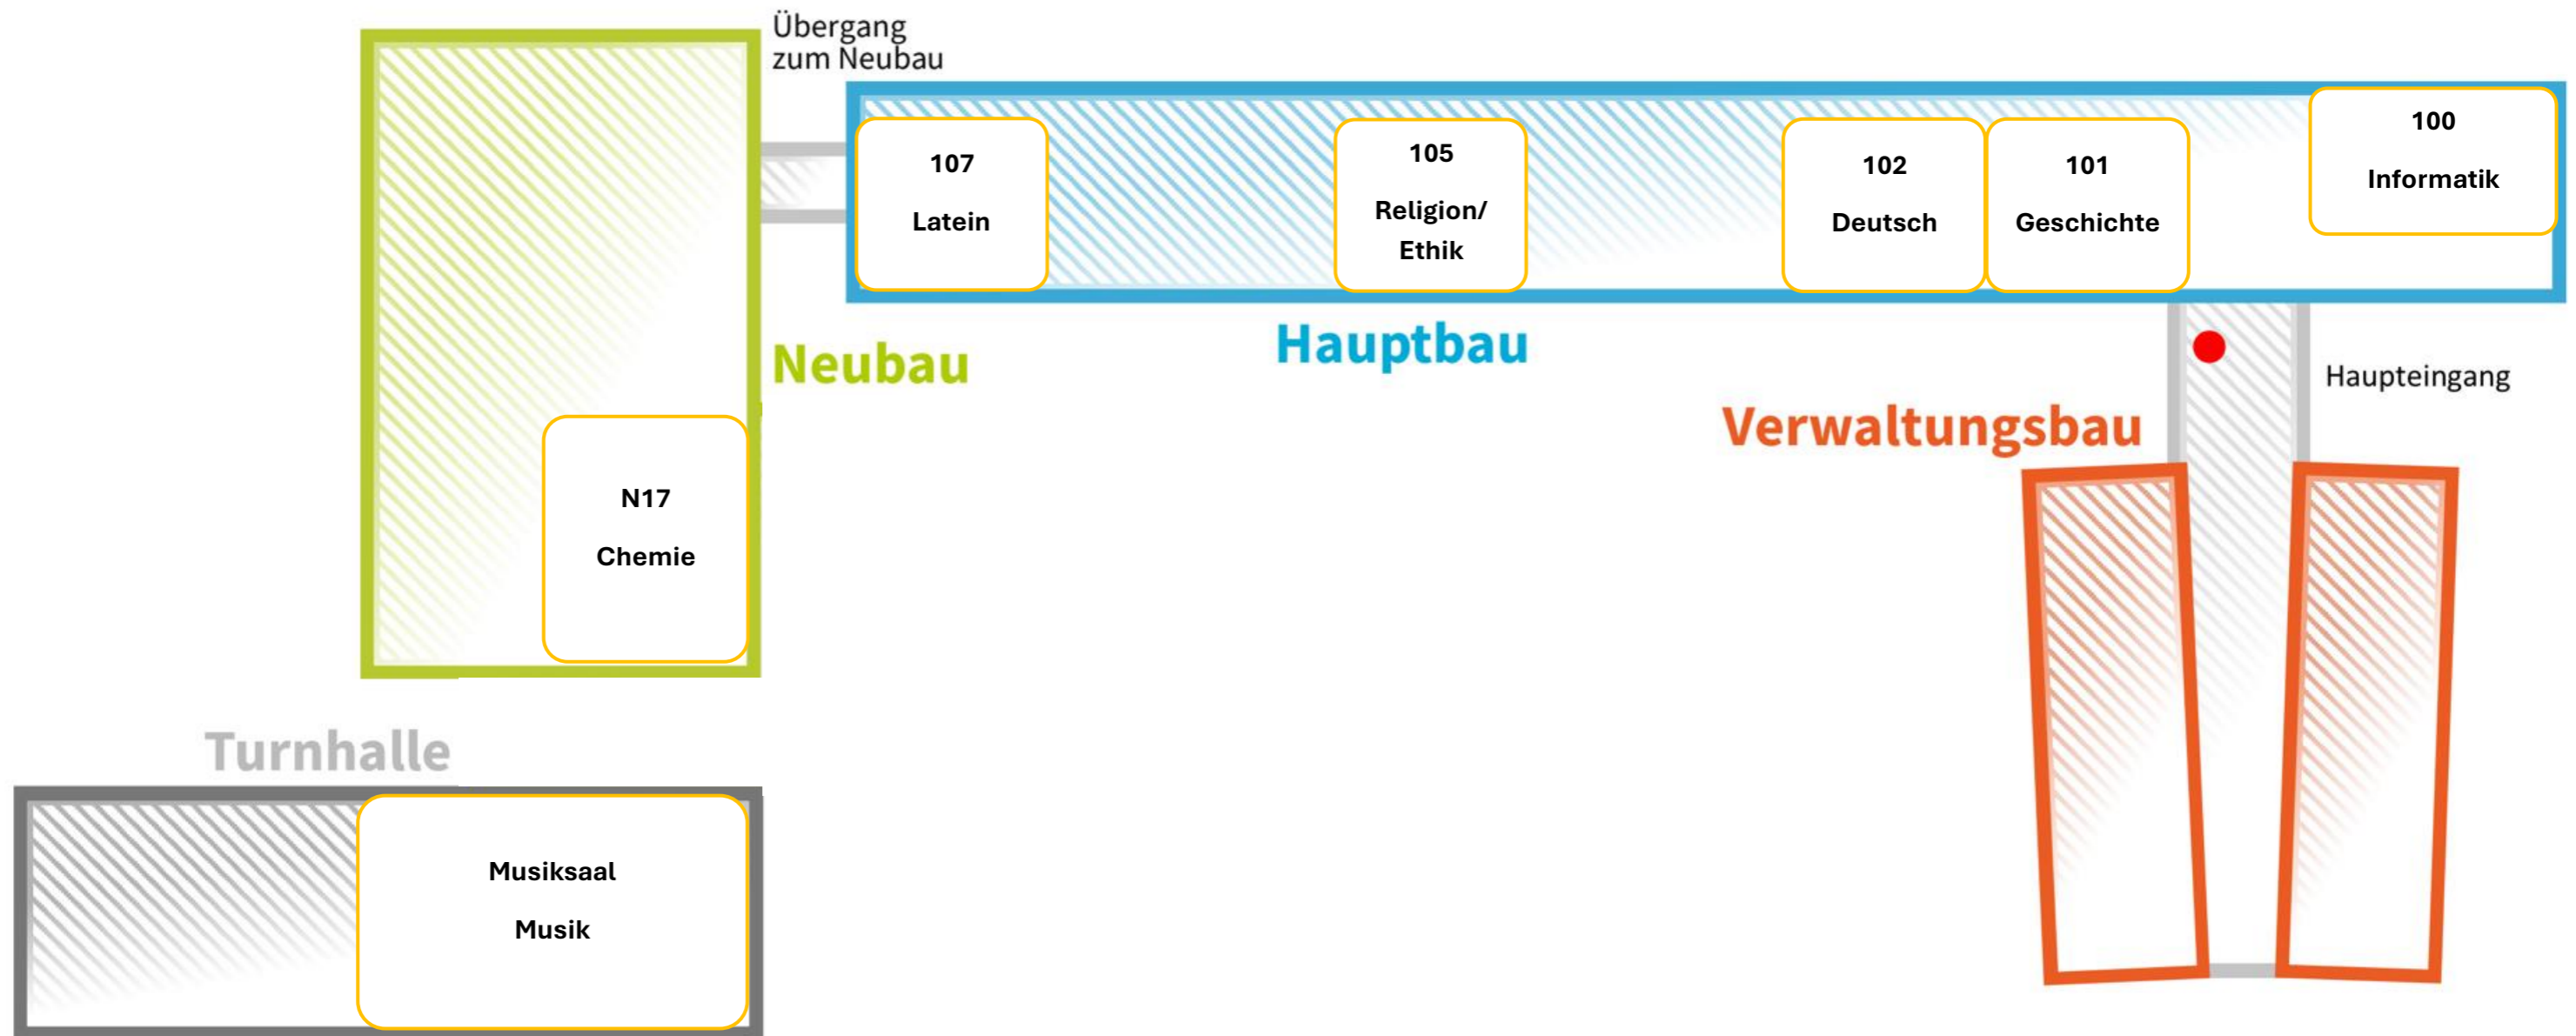 Übergang
zum Neubau
107
Latein
105
Religion/
Ethik
102
Deutsch
101
Geschichte
100
Informatik
Neubau
Hauptbau
Haupteingang
Verwaltungsbau
N17
Chemie
Turnhalle
Musiksaal
Musik